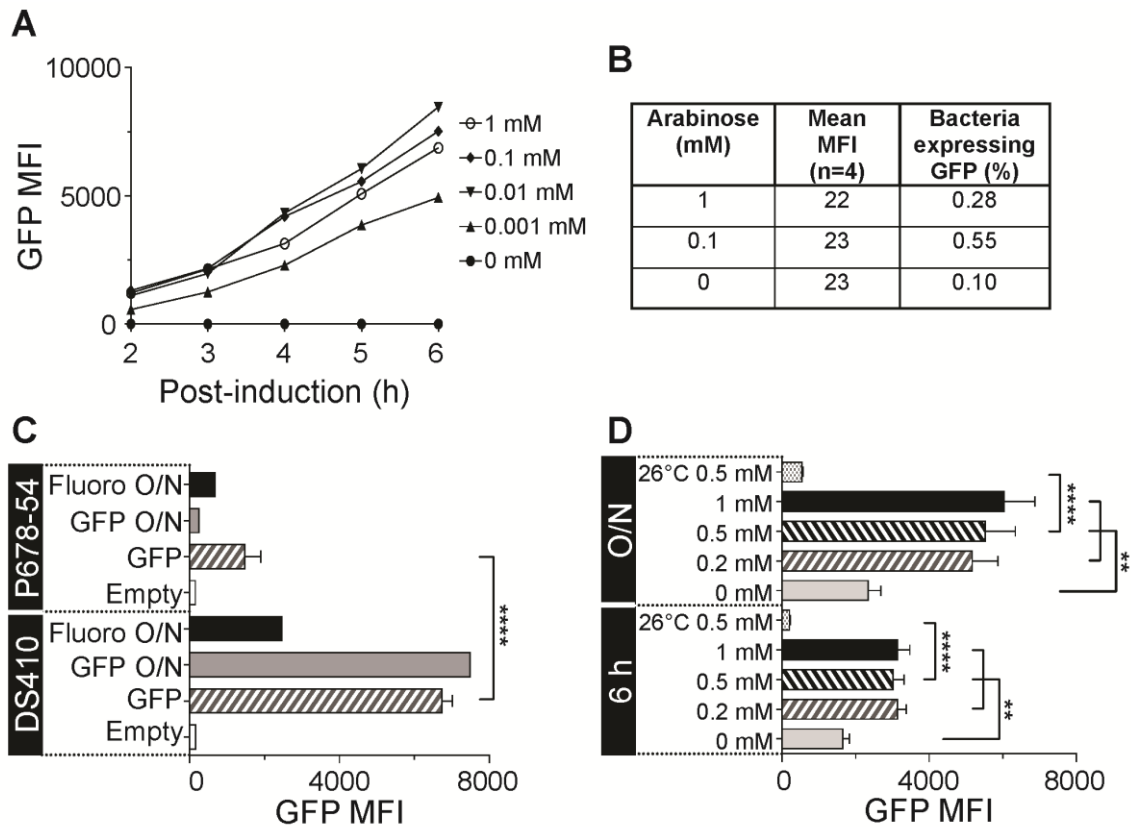 A
10000
5000
0
GFP MFI
2 3 4 5 6
Post-induction (h)
1 mM
0.1 mM
0.01 mM
0.001 mM
0 mM
B
Arabinose (mM) Mean MFI (n=4) Bacteria expressing GFP (%)
1 22 0.28
0.1 23 0.55
0 23 0.10
C
P678-54
Fluoro O/N
GFP O/N
GFP
Empty
DS410
Fluoro O/N
GFP O/N
GFP
Empty
****
0 4000 8000
GFP MFI
D
O/N
26°C 0.5 mM
1 mM
0.5 mM
0.2 mM
0 mM
6 h
26°C 0.5 mM
1 mM
0.5 mM
0.2 mM
0 mM
****
**
****
**
0 4000 8000
GFP MFI